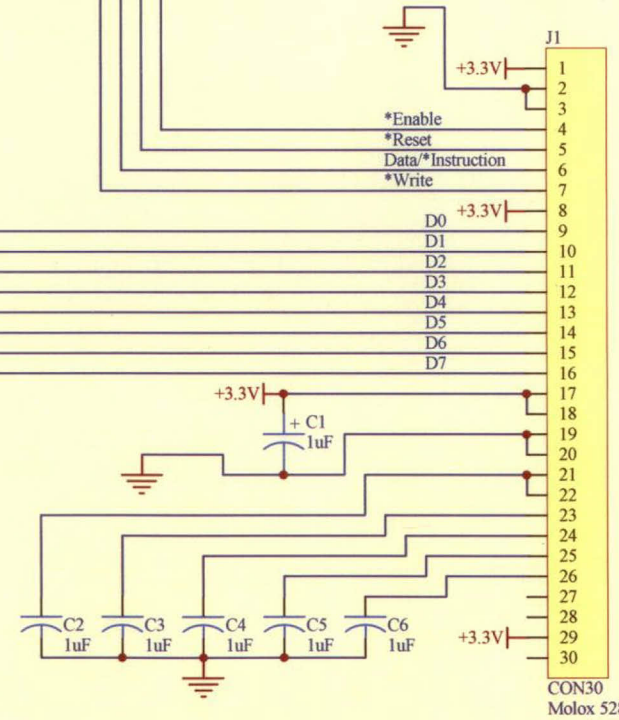 J1
+3.3V 1
2
3
*Enable 4
*Reset 5
Data/*Instruction 6
*Write 7
+3.3V 8
D0 9
D1 10
D2 11
D3 12
D4 13
D5 14
D6 15
D7 16
+3.3V 17
18
+ C1 19
1uF 20
21
22
23
24
25
26
27
C2 C3 C4 C5 C6 28
1uF 1uF 1uF 1uF 1uF
+3.3V 29
30
CON30
Molox 528